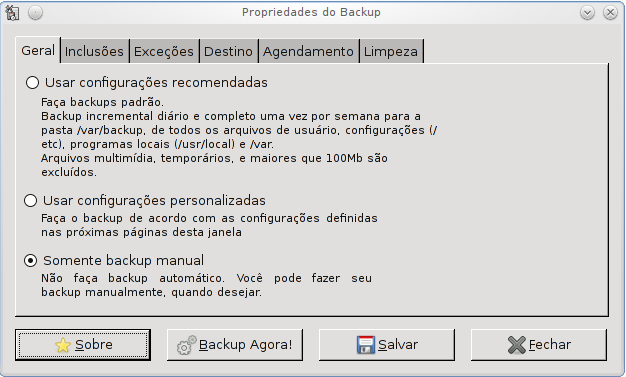 Propriedades do Backup
Geral Inclusões Exceções Destino Agendamento Limpeza
Usar configurações recomendadas
Faça backups padrão.
Backup incremental diário e completo uma vez por semana para a
pasta /var/backup, de todos os arquivos de usuário, configurações (/
etc), programas locais (/usr/local) e /var.
Arquivos multimídia, temporários, e maiores que 100Mb são
excluídos.
Usar configurações personalizadas
Faça o backup de acordo com as configurações definidas
nas próximas páginas desta janela
Somente backup manual
Não faça backup automático. Você pode fazer seu
backup manualmente, quando desejar.
Sobre Backup Agora! Salvar Fechar